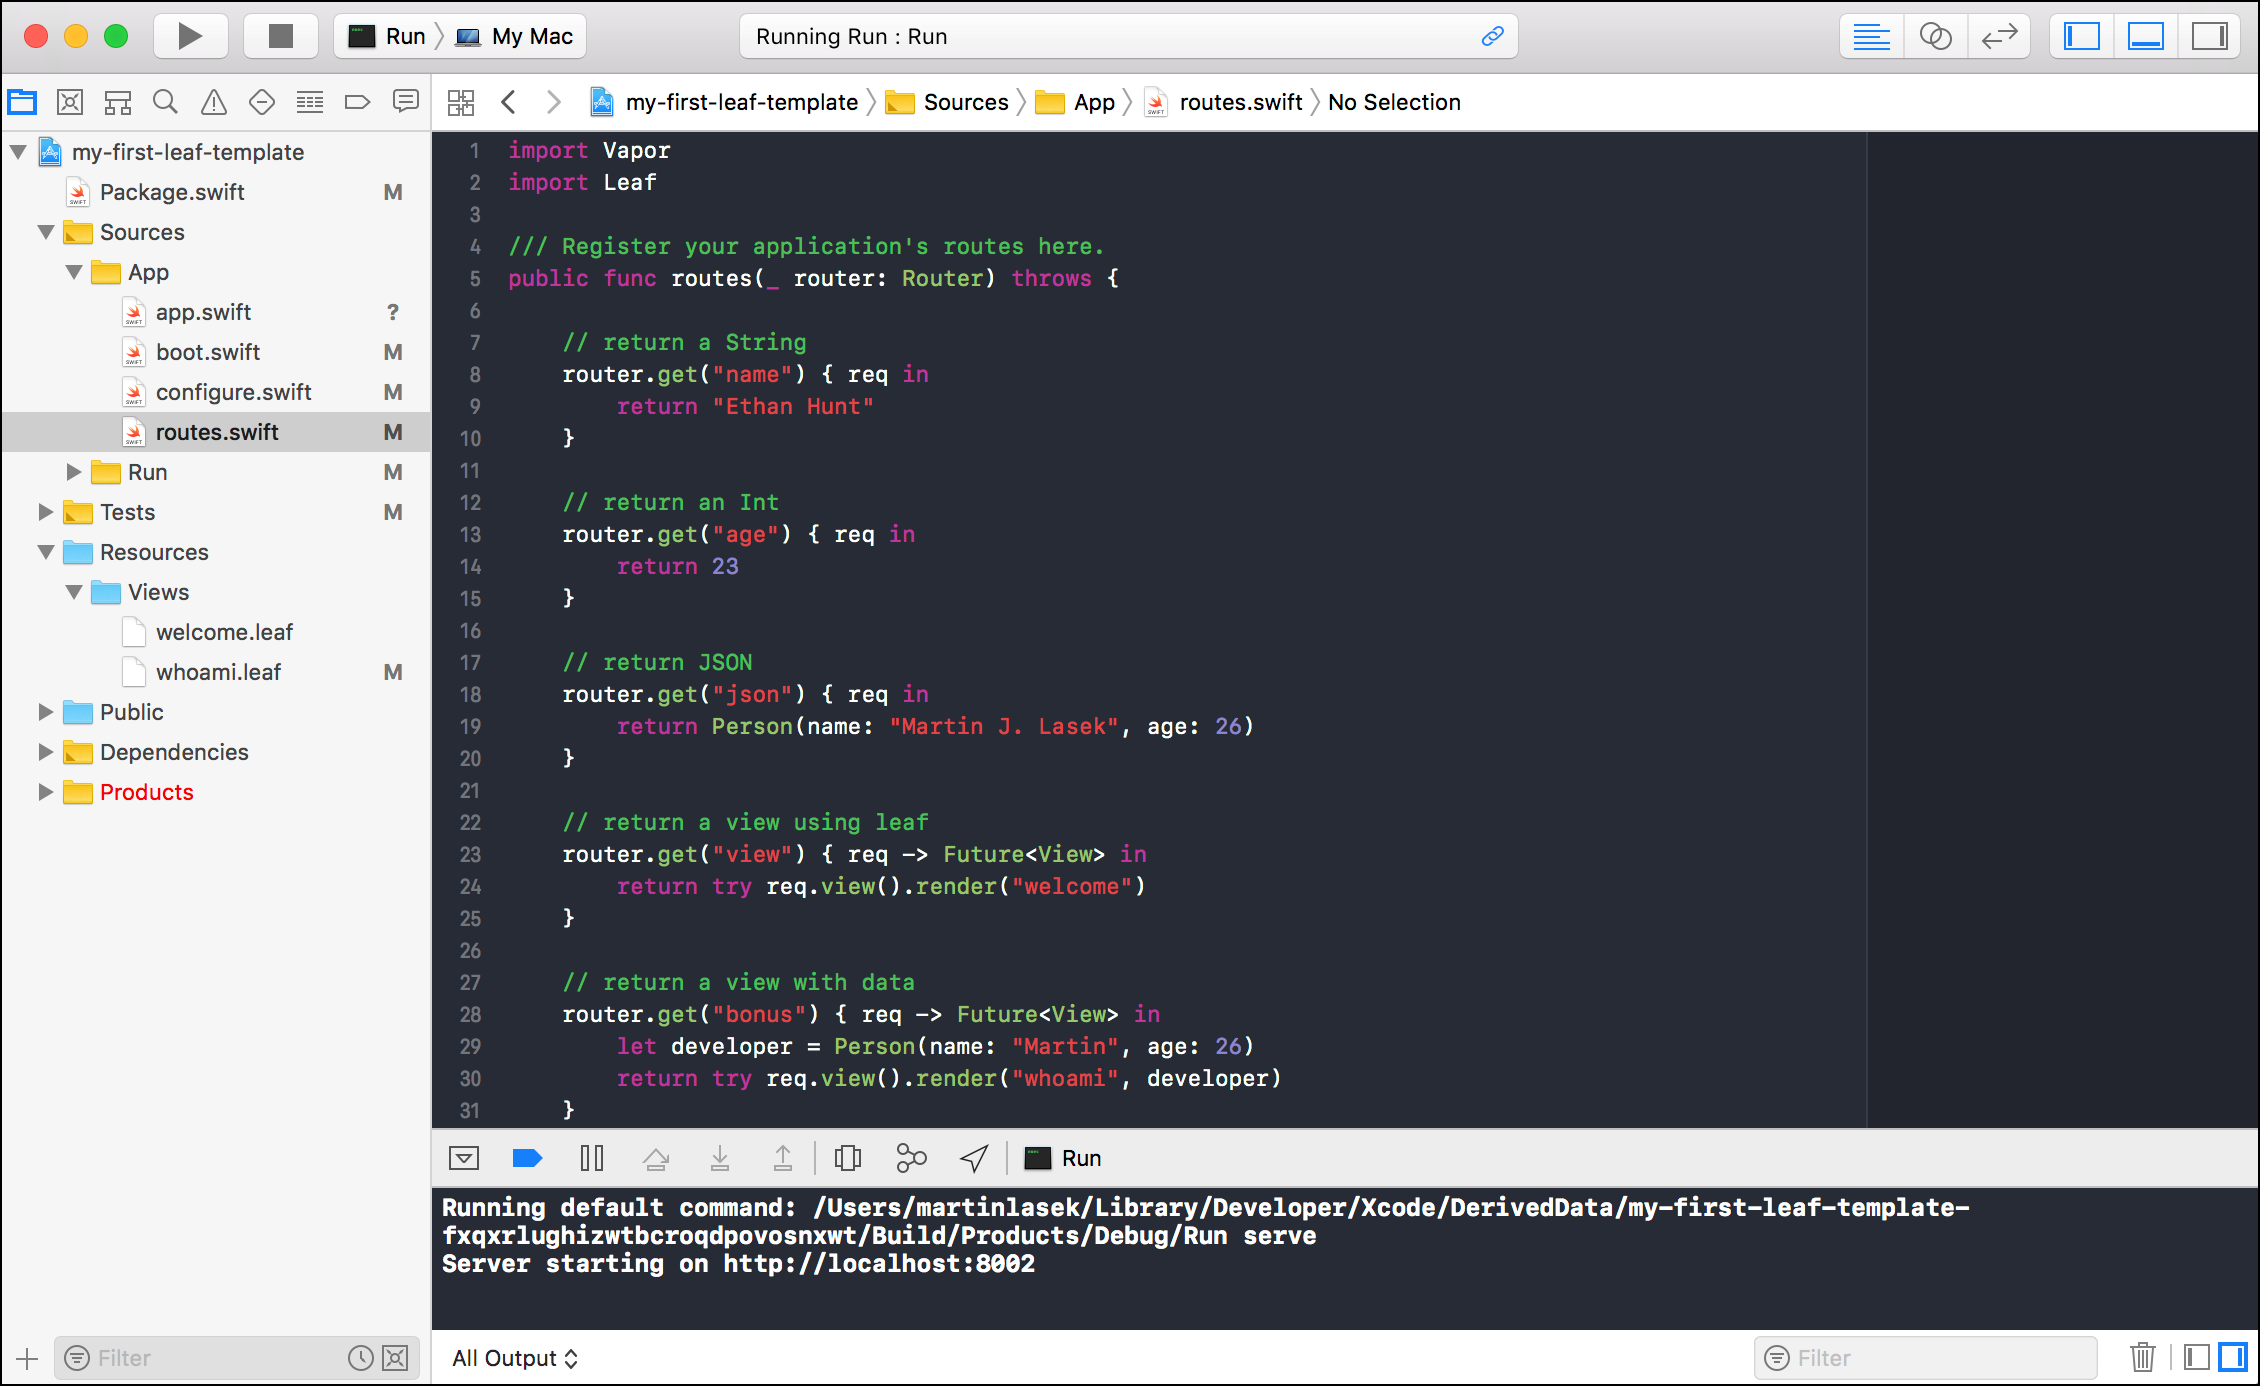 Run My Mac
Running Run : Run
my-first-leaf-template Sources App routes.swift No Selection
my-first-leaf-template
Package.swift M
Sources
App
app.swift ?
boot.swift M
configure.swift M
routes.swift M
Run M
Tests M
Resources
Views
welcome.leaf
whoami.leaf M
Public
Dependencies
Products
1 import Vapor
2 import Leaf
3
4 /// Register your application's routes here.
5 public func routes(_ router: Router) throws {
6
7 // return a String
8 router.get("name") { req in
9 return "Ethan Hunt"
10 }
11
12 // return an Int
13 router.get("age") { req in
14 return 23
15 }
16
17 // return JSON
18 router.get("json") { req in
19 return Person(name: "Martin J. Lasek", age: 26)
20 }
21
22 // return a view using leaf
23 router.get("view") { req -> Future<View> in
24 return try req.view().render("welcome")
25 }
26
27 // return a view with data
28 router.get("bonus") { req -> Future<View> in
29 let developer = Person(name: "Martin", age: 26)
30 return try req.view().render("whoami", developer)
31 }
Run
Running default command: /Users/martinlasek/Library/Developer/Xcode/DerivedData/my-first-leaf-template-
fxqxrlughizwtbcroqdpovosnxwt/Build/Products/Debug/Run serve
Server starting on http://localhost:8002
Filter
All Output
Filter